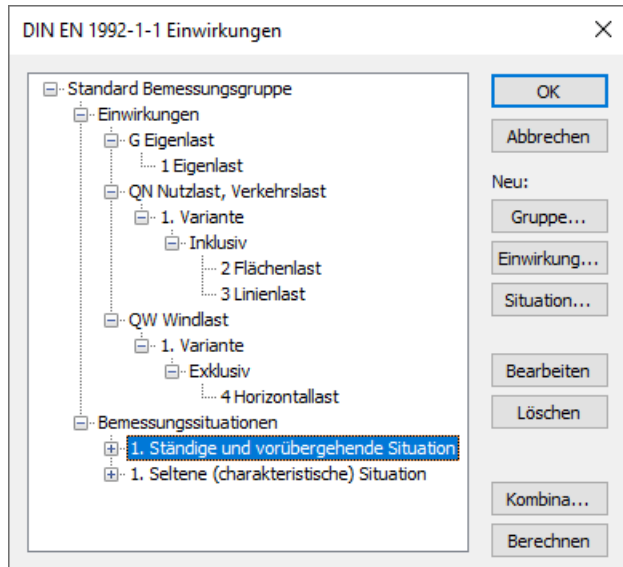 DIN EN 1992-1-1 Einwirkungen
Standard Bemessungsgruppe
Einwirkungen
G Eigenlast
1 Eigenlast
QN Nutzlast, Verkehrslast
1. Variante
Inklusiv
2 Flächenlast
3 Linienlast
QW Windlast
1. Variante
Exklusiv
4 Horizontallast
Bemessungssituationen
1. Ständige und vorübergehende Situation
1. Seltene (charakteristische) Situation
OK
Abbrechen
Neu:
Gruppe...
Einwirkung...
Situation...
Bearbeiten
Löschen
Kombina...
Berechnen